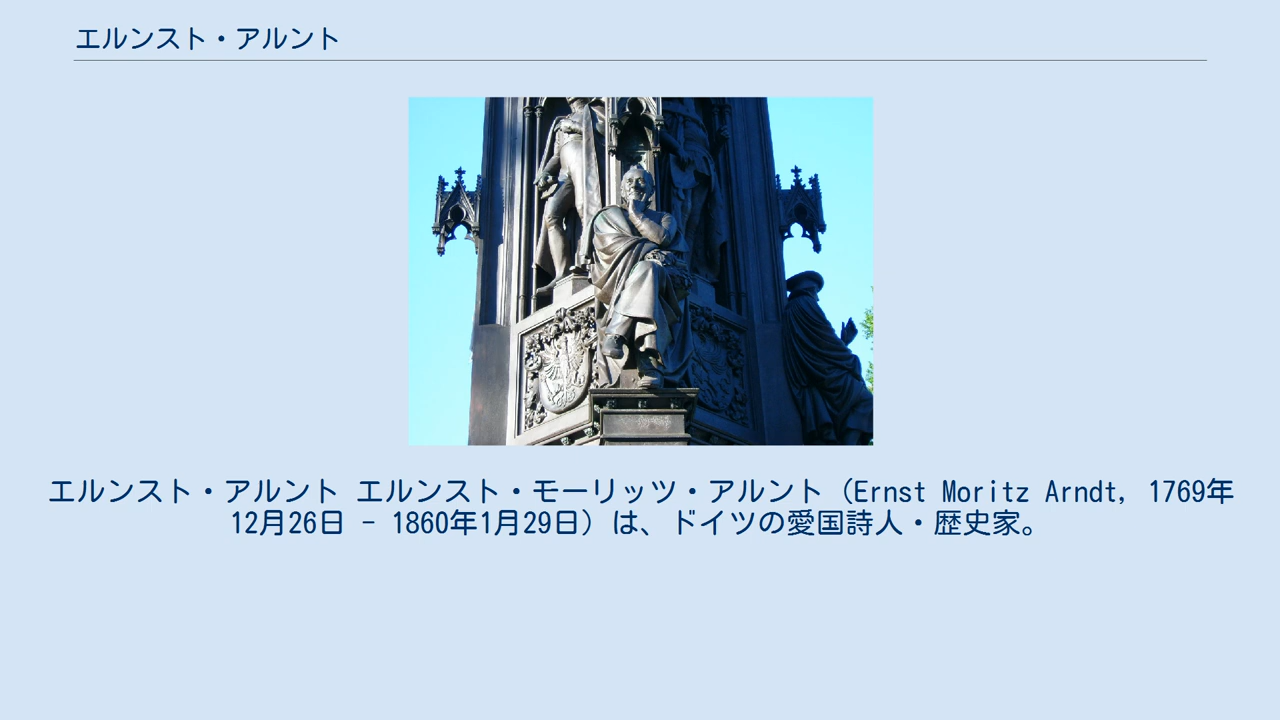 エルンスト・アルント
エルンスト・アルント エルンスト・モーリッツ・アルント（Ernst Moritz Arndt, 1769年
12月26日 - 1860年1月29日）は、ドイツの愛国詩人・歴史家。